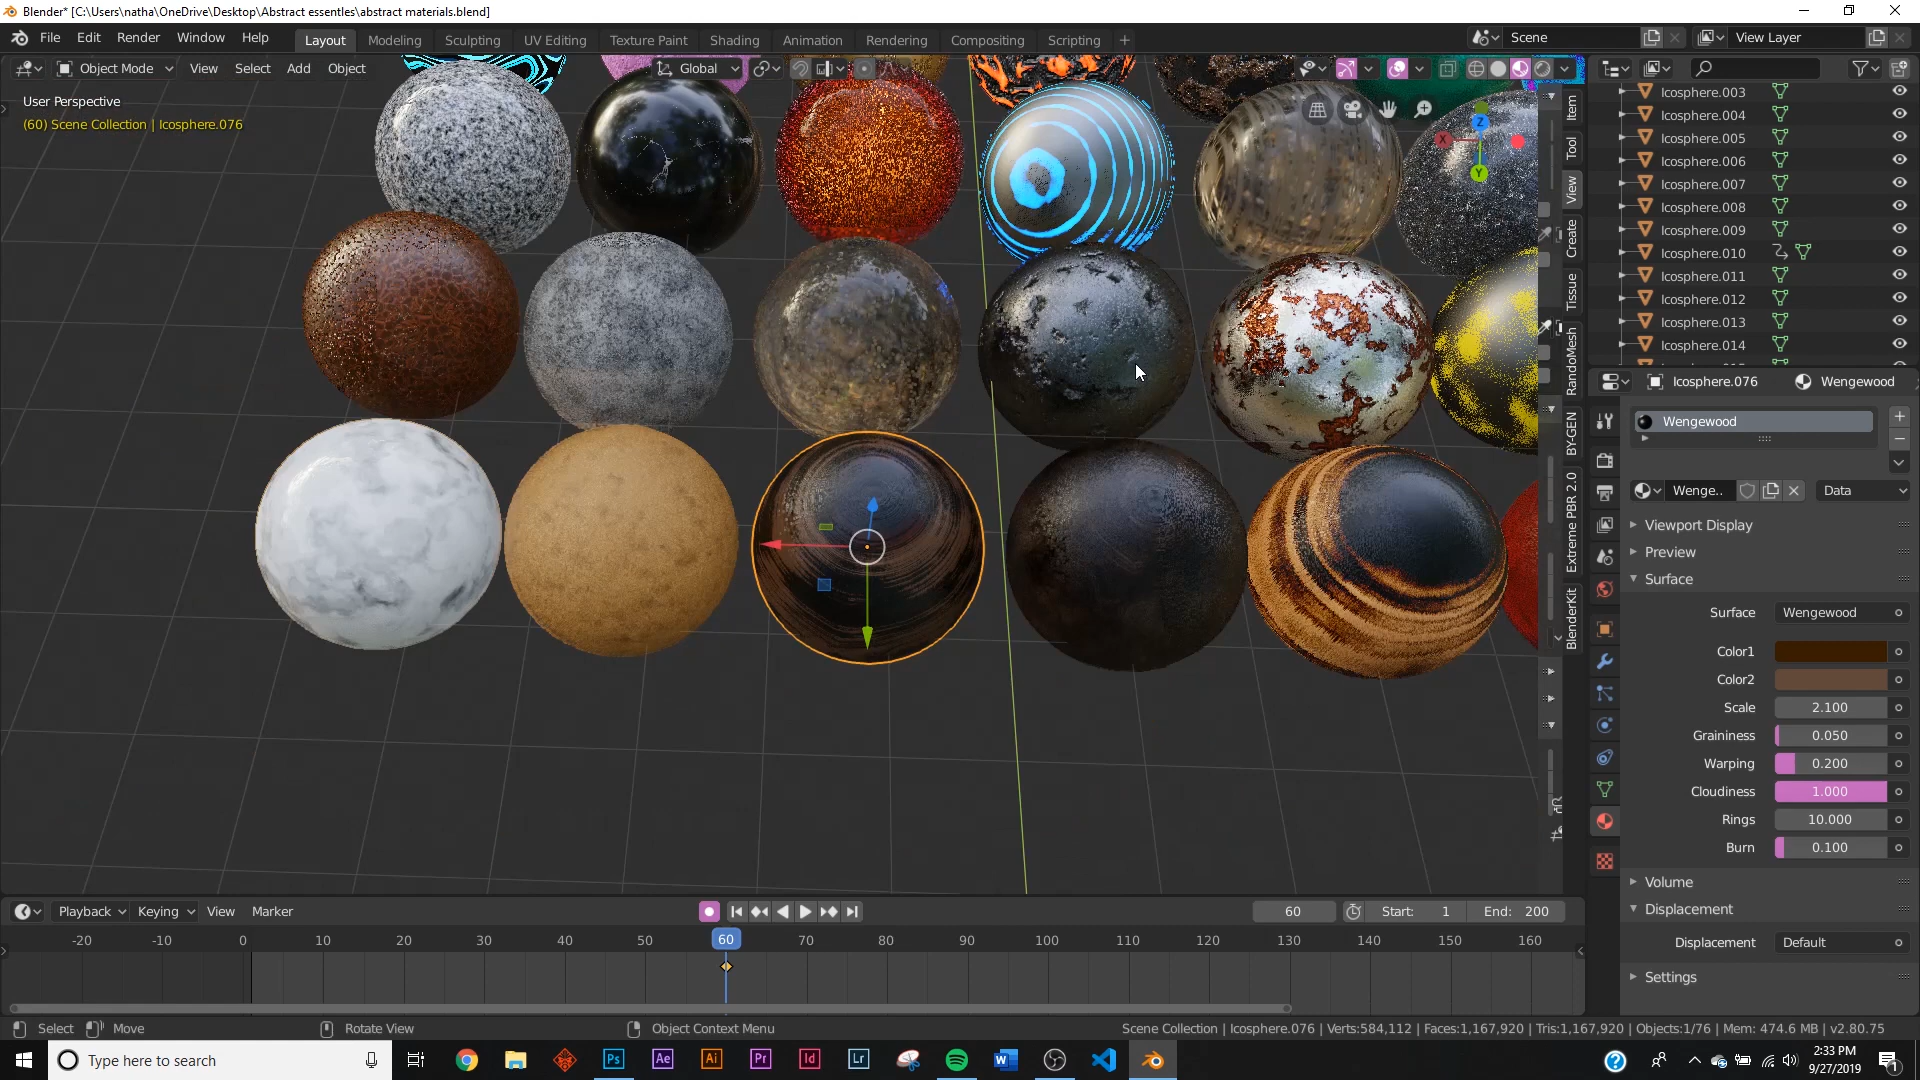 Blender* [C:\Users\natha\OneDrive\Desktop\Abstract essentles\abstract materials.blend]
File Edit Render Window Help Layout Modeling Sculpting UV Editing Texture Paint Shading Animation Rendering Compositing Scripting + Scene View Layer
Object Mode View Select Add Object Global
User Perspective
(60) Scene Collection | Icosphere.076
X Z Y
Item
Tool
View
Create
Tissue
RandoMesh
BY-GEN
Extreme PBR 2.0
BlenderKit
Icosphere.003
Icosphere.004
Icosphere.005
Icosphere.006
Icosphere.007
Icosphere.008
Icosphere.009
Icosphere.010
Icosphere.011
Icosphere.012
Icosphere.013
Icosphere.014
Icosphere.076 Wengewood
Wengewood
Wenge.. Data
Viewport Display
Preview
Surface
Surface Wengewood
Color1
Color2
Scale 2.100
Graininess 0.050
Warping 0.200
Cloudiness 1.000
Rings 10.000
Burn 0.100
Volume
Displacement
Displacement Default
Settings
Playback Keying View Marker 60 Start: 1 End: 200
-20 -10 0 10 20 30 40 50 60 70 80 90 100 110 120 130 140 150 160
Select Move Rotate View Object Context Menu Scene Collection | Icosphere.076 | Verts:584,112 | Faces:1,167,920 | Tris:1,167,920 | Objects:1/76 | Mem: 474.6 MB | v2.80.75
Type here to search Ps Ae Ai Pr Id Lr W
2:33 PM
9/27/2019
1